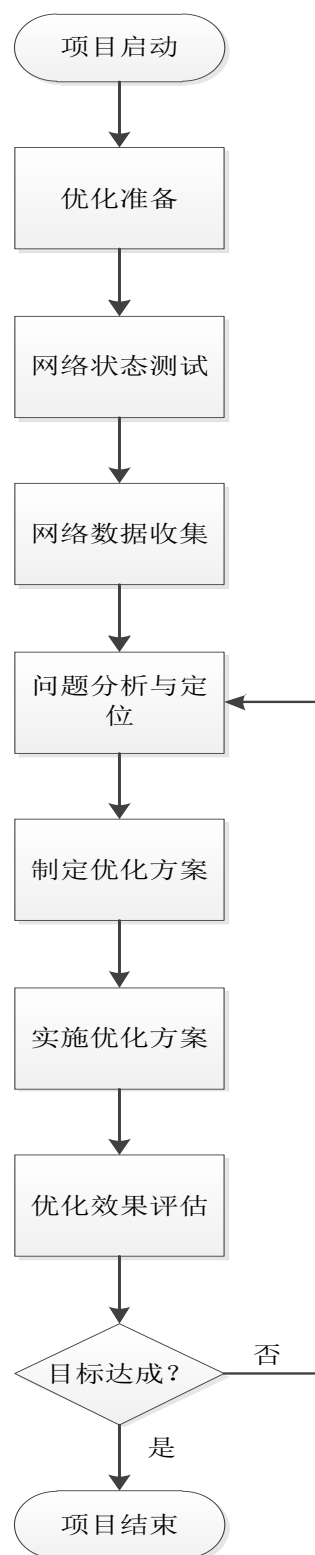 项目启动
优化准备
网络状态测试
网络数据收集
问题分析与定
位
制定优化方案
实施优化方案
优化效果评估
目标达成？
否
是
项目结束